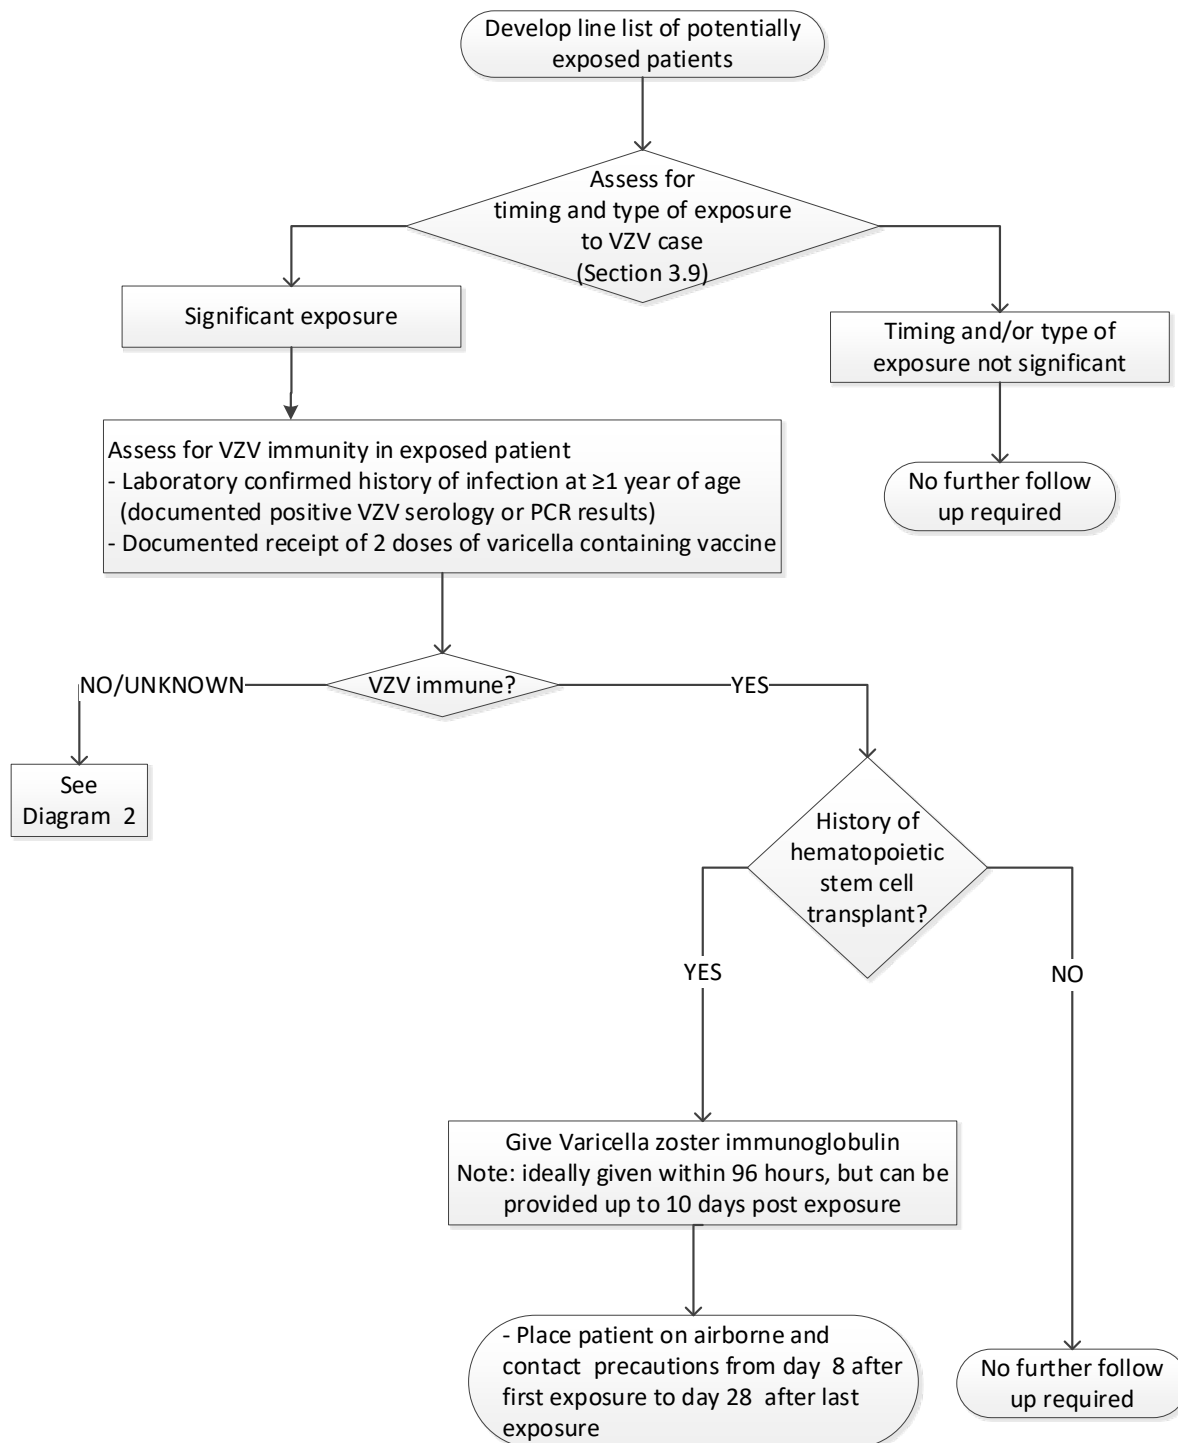 Develop line list of potentially
exposed patients
Assess for
timing and type of exposure
to VZV case
(Section 3.9)
Significant exposure
Timing and/or type of
exposure not significant
Assess for VZV immunity in exposed patient
- Laboratory confirmed history of infection at ≥1 year of age
(documented positive VZV serology or PCR results)
- Documented receipt of 2 doses of varicella containing vaccine
No further follow
up required
NO/UNKNOWN
VZV immune?
YES
See
Diagram 2
History of
hematopoietic
stem cell
transplant?
YES
NO
Give Varicella zoster immunoglobulin
Note: ideally given within 96 hours, but can be
provided up to 10 days post exposure
- Place patient on airborne and
contact precautions from day 8 after
first exposure to day 28 after last
exposure
No further follow
up required